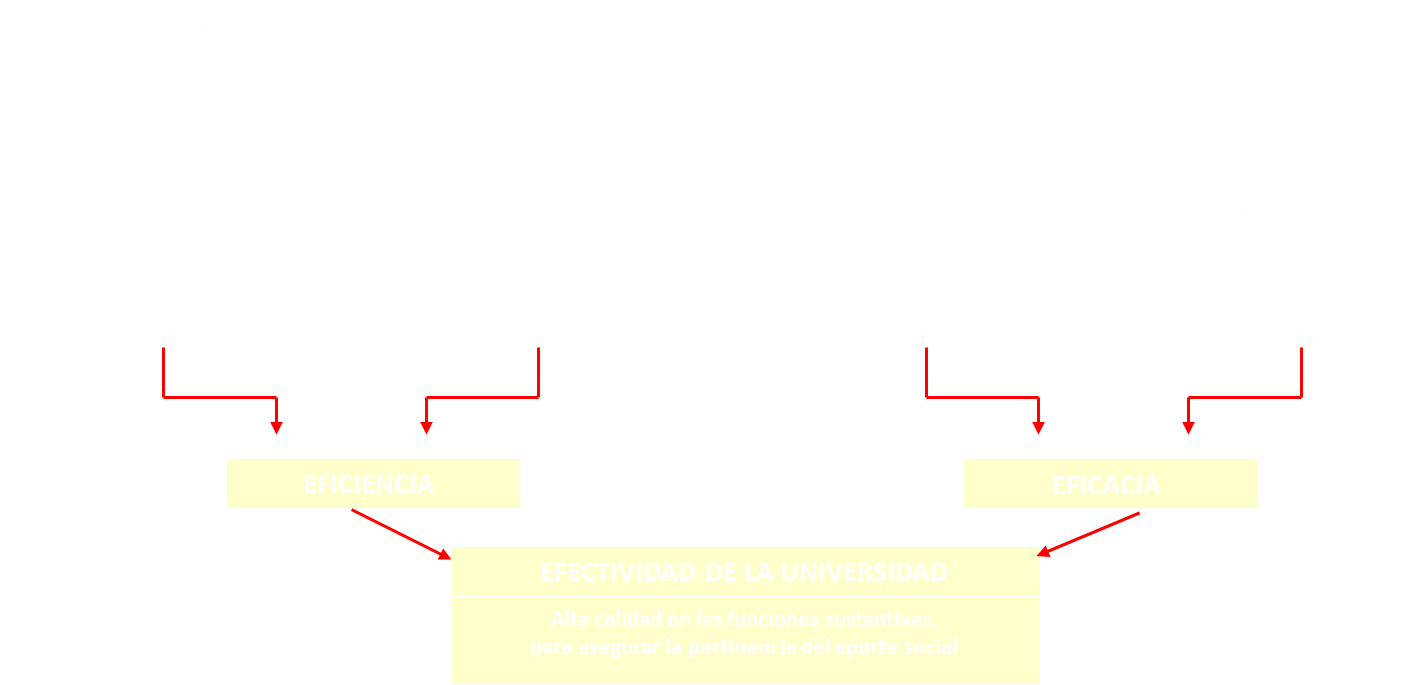 EFICIENCIA
EFICACIA
EFECTIVIDAD DE LA UNIVERSIDAD
Alta calidad en las funciones sustantivas,
para asegurar la pertinencia del aporte social